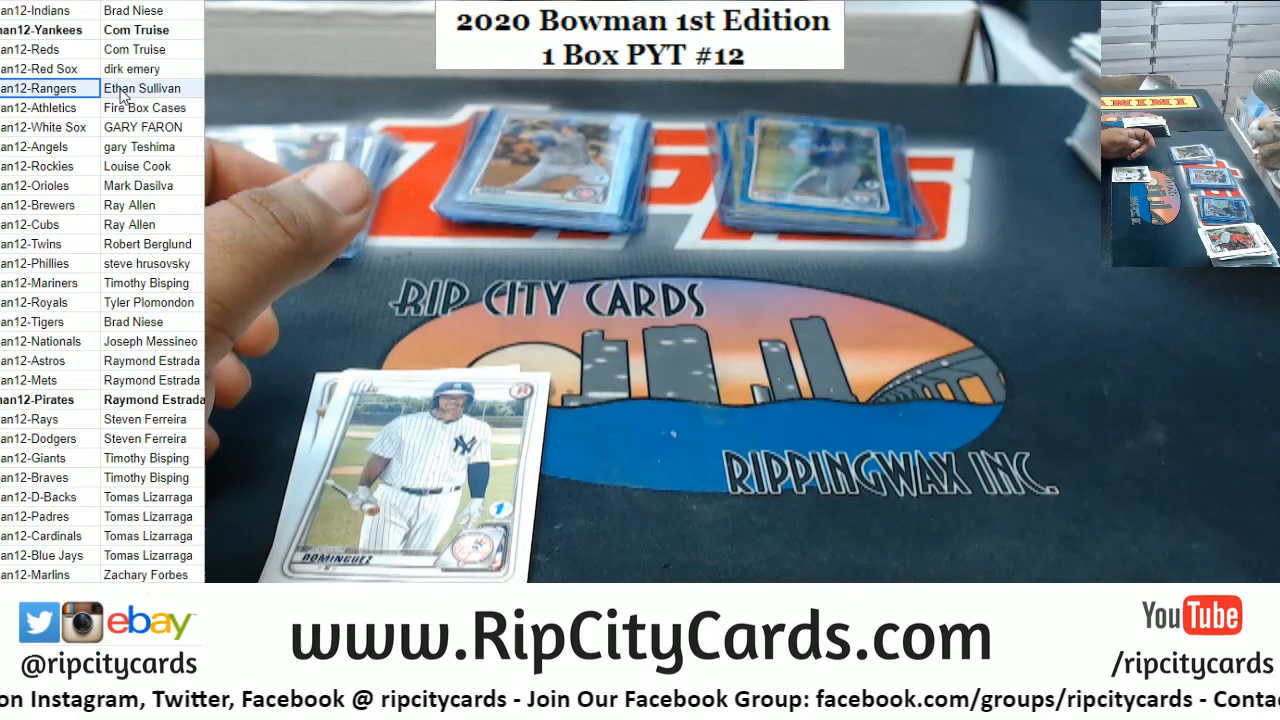 an12-Indians Brad Niese
nan12-Yankees Com Truise
an12-Reds Com Truise
an12-Red Sox dirk emery
an12-Rangers Ethan Sullivan
an12-Athletics Fire Box Cases
an12-White Sox GARY FARON
an12-Angels gary Teshima
an12-Rockies Louise Cook
an12-Orioles Mark Dasilva
an12-Brewers Ray Allen
an12-Cubs Ray Allen
an12-Twins Robert Berglund
an12-Phillies steve hrusovsky
an12-Mariners Timothy Bisping
an12-Royals Tyler Plomondon
an12-Tigers Brad Niese
an12-Nationals Joseph Messineo
an12-Astros Raymond Estrada
an12-Mets Raymond Estrada
nan12-Pirates Raymond Estrada
an12-Rays Steven Ferreira
an12-Dodgers Steven Ferreira
an12-Giants Timothy Bisping
an12-Braves Timothy Bisping
an12-D-Backs Tomas Lizarraga
an12-Padres Tomas Lizarraga
an12-Cardinals Tomas Lizarraga
an12-Blue Jays Tomas Lizarraga
an12-Marlins Zachary Forbes
2020 Bowman 1st Edition
1 Box PYT #12
RIP CITY CARDS
RIPPINGWAX INC.
DOMINGUEZ
1
ebay
@ripcitycards
www.RipCityCards.com
YouTube
/ripcitycards
on Instagram, Twitter, Facebook @ ripcitycards - Join Our Facebook Group: facebook.com/groups/ripcitycards - Contac